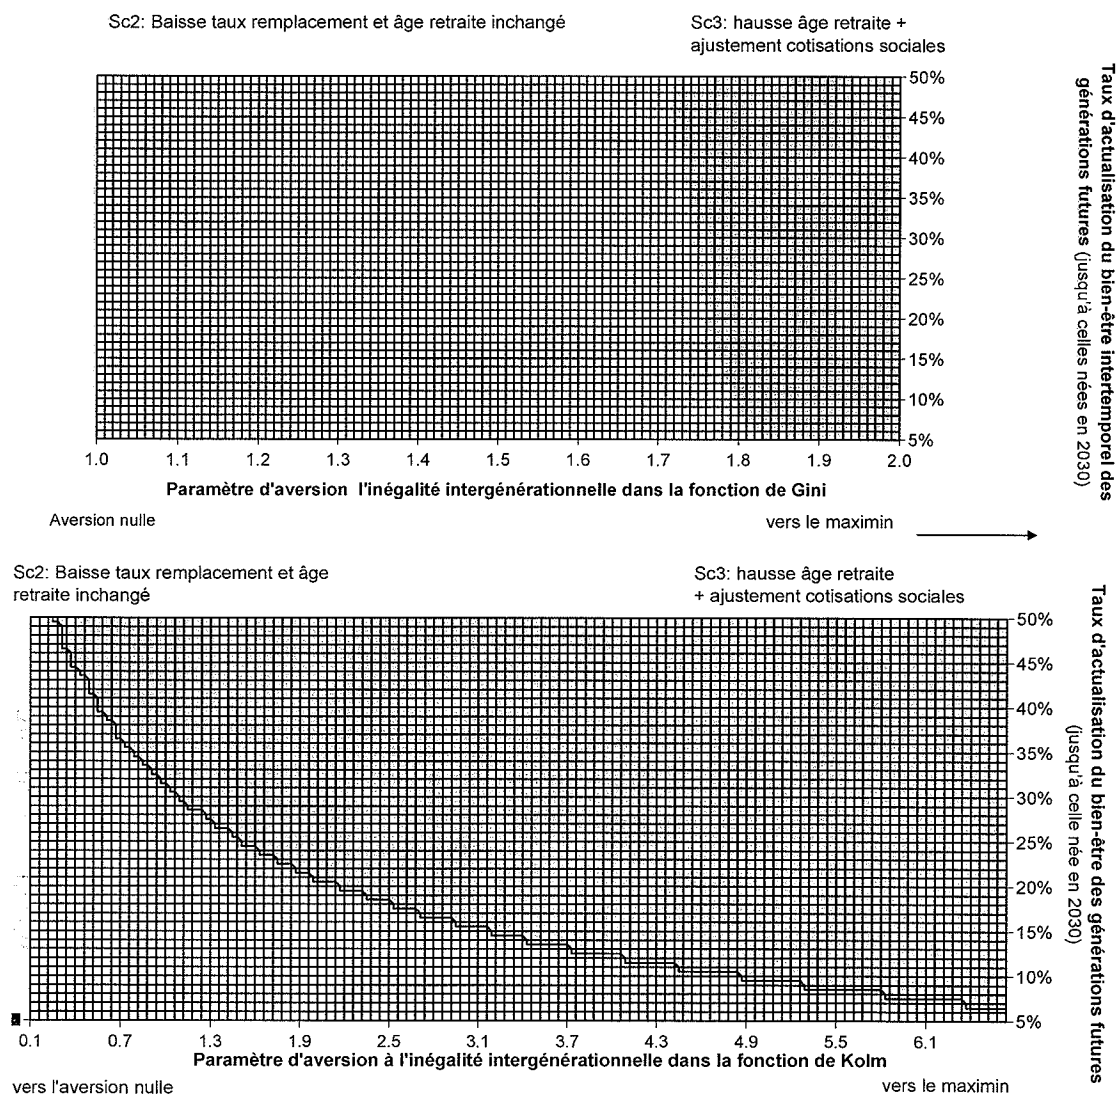 Sc2: Baisse taux remplacement et âge retraite inchangé
Sc3: hausse âge retraite +
ajustement cotisations sociales
50%
45%
40%
35%
30%
25%
20%
15%
10%
5%
Taux d'actualisation du bien-être intertemporel des
générations futures (jusqu'à celles nées en 2030)
1.0 1.1 1.2 1.3 1.4 1.5 1.6 1.7 1.8 1.9 2.0
Paramètre d'aversion l'inégalité intergénérationnelle dans la fonction de Gini
Aversion nulle
vers le maximin
Sc2: Baisse taux remplacement et âge
retraite inchangé
Sc3: hausse âge retraite
+ ajustement cotisations sociales
50%
45%
40%
35%
30%
25%
20%
15%
10%
5%
Taux d'actualisation du bien-être des générations futures
(jusqu'à celle née en 2030)
0.1 0.7 1.3 1.9 2.5 3.1 3.7 4.3 4.9 5.5 6.1
Paramètre d'aversion à l'inégalité intergénérationnelle dans la fonction de Kolm
vers l'aversion nulle
vers le maximin